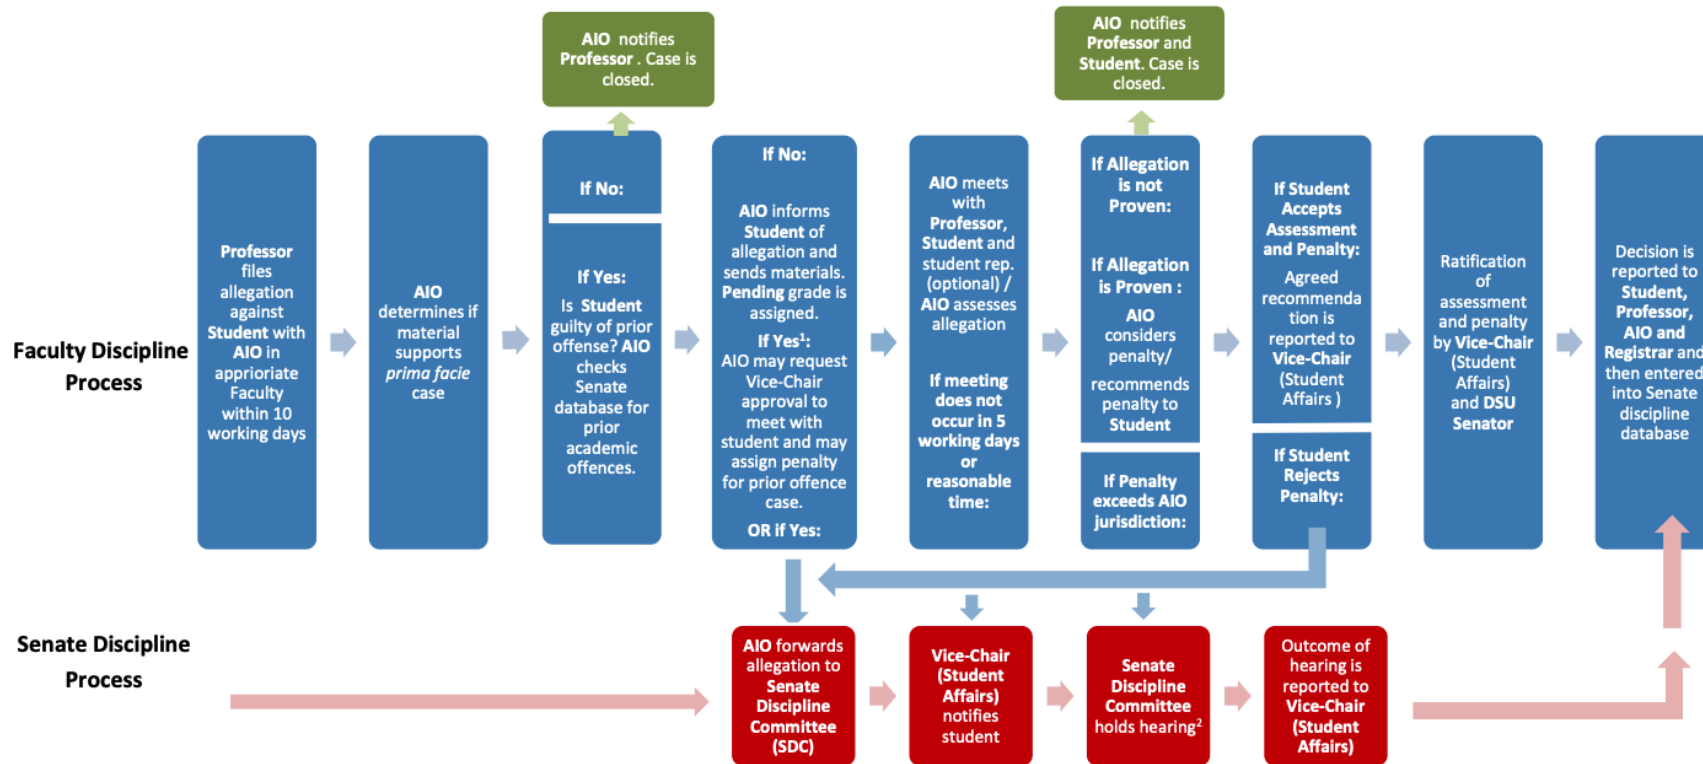 AIO notifies
Professor . Case is
closed.
AIO notifies
Professor and
Student. Case is
closed.
Faculty Discipline
Process
Professor
files
allegation
against
Student with
AIO in
apprioriate
Faculty
within 10
working days
AIO
determines if
material
supports
prima facie
case
If No:
If Yes:
Is Student
guilty of prior
offense? AIO
checks
Senate
database for
prior
academic
offences.
If No:
AIO informs
Student of
allegation and
sends materials.
Pending grade is
assigned.
If Yes¹:
AIO may request
Vice-Chair
approval to
meet with
student and may
assign penalty
for prior offence
case.
OR if Yes:
AIO meets
with
Professor,
Student and
student rep.
(optional) /
AIO assesses
allegation
If meeting
does not
occur in 5
working days
or
reasonable
time:
If Allegation
is not
Proven:
If Allegation
is Proven :
AIO
considers
penalty/
recommends
penalty to
Student
If Penalty
exceeds AIO
jurisdiction:
If Student
Accepts
Assessment
and Penalty:
Agreed
recommenda
tion is
reported to
Vice-Chair
(Student
Affairs )
If Student
Rejects
Penalty:
Ratification
of
assessment
and penalty
by Vice-Chair
(Student
Affairs)
and DSU
Senator
Decision is
reported to
Student,
Professor,
AIO and
Registrar and
then entered
into Senate
discipline
database
Senate Discipline
Process
AIO forwards
allegation to
Senate
Discipline
Committee
(SDC)
Vice-Chair
(Student
Affairs)
notifies
student
Senate
Discipline
Committee
holds hearing²
Outcome of
hearing is
reported to
Vice-Chair
(Student
Affairs)